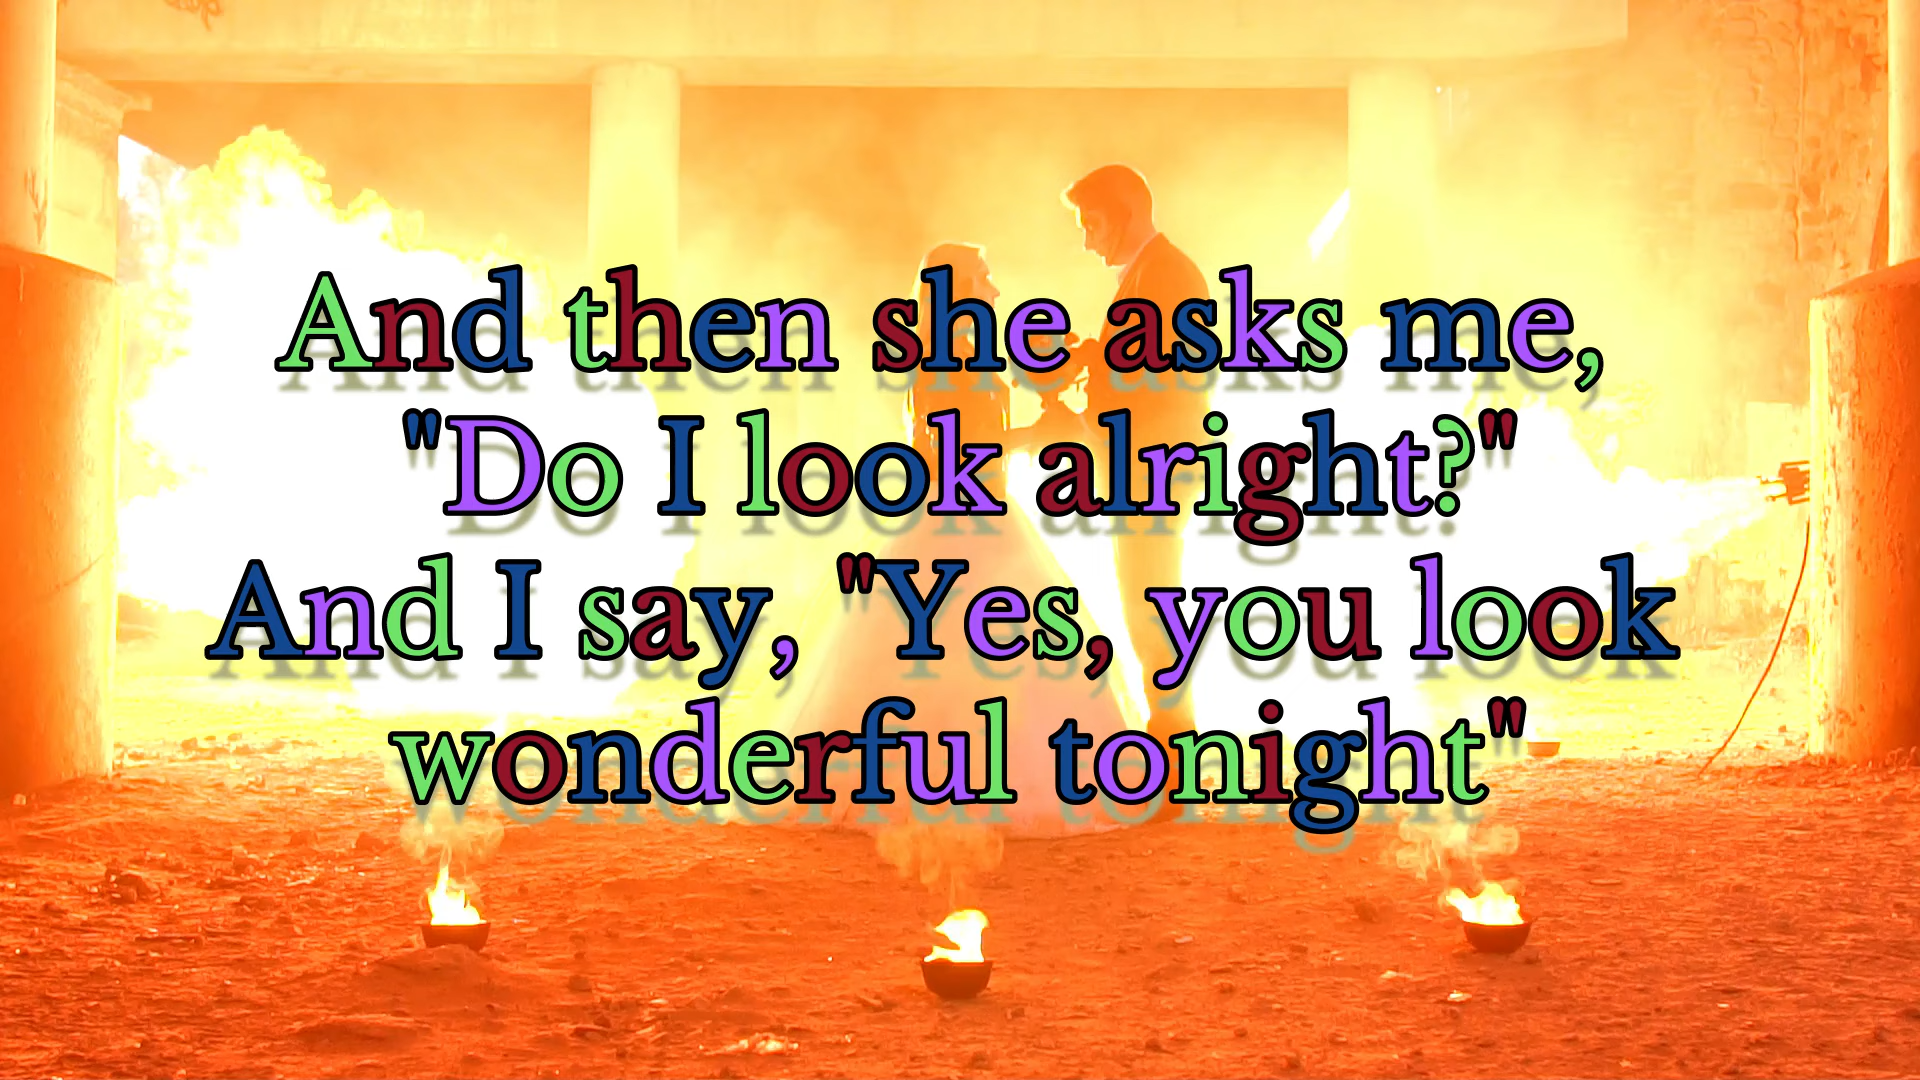 And then she asks me,
"Do I look alright?"
And I say, "Yes, you look
wonderful tonight"